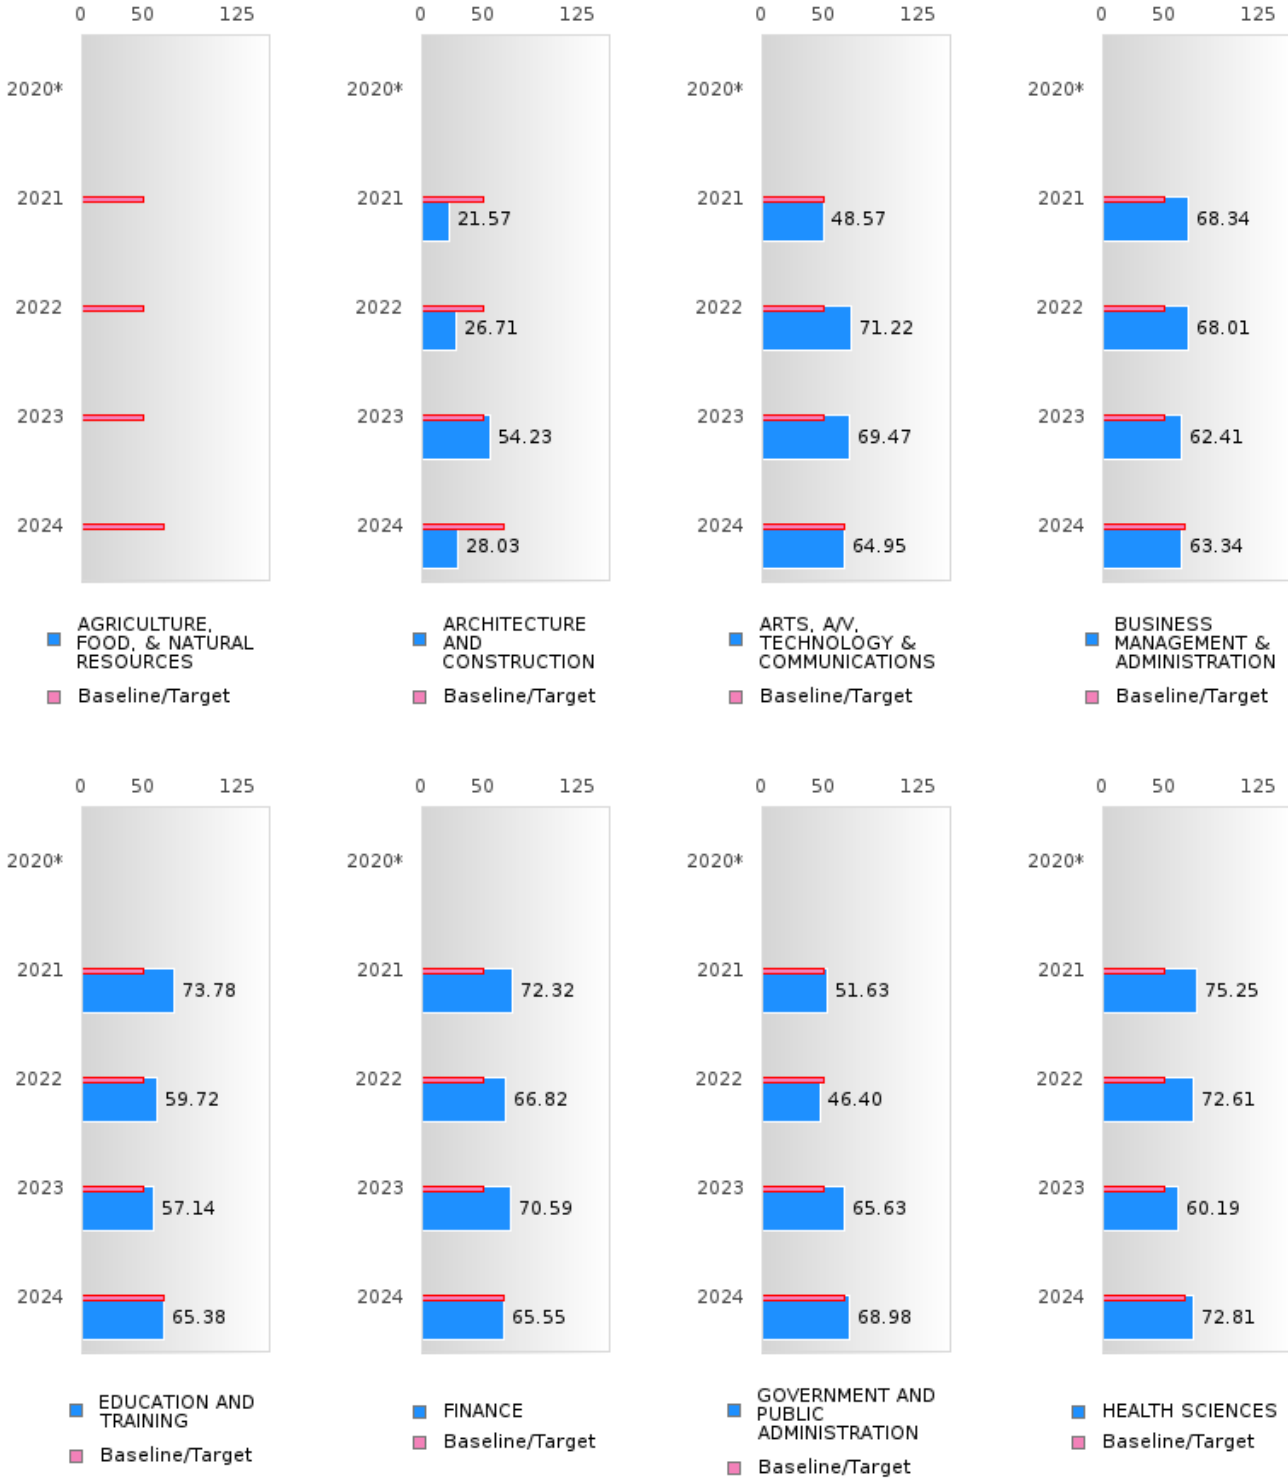 0 50 125
0 50 125
0 50 125
0 50 125
2020* 2020* 2020* 2020*
2021 2021 2021 2021
21.57 48.57 68.34
2022 2022 2022 2022
26.71 71.22 68.01
2023 2023 2023 2023
54.23 69.47 62.41
2024 2024 2024 2024
28.03 64.95 63.34
AGRICULTURE,
FOOD, & NATURAL
RESOURCES
Baseline/Target
ARCHITECTURE
AND
CONSTRUCTION
Baseline/Target
ARTS, A/V,
TECHNOLOGY &
COMMUNICATIONS
Baseline/Target
BUSINESS
MANAGEMENT &
ADMINISTRATION
Baseline/Target
0 50 125
0 50 125
0 50 125
0 50 125
2020* 2020* 2020* 2020*
2021 2021 2021 2021
73.78 72.32 51.63 75.25
2022 2022 2022 2022
59.72 66.82 46.40 72.61
2023 2023 2023 2023
57.14 70.59 65.63 60.19
2024 2024 2024 2024
65.38 65.55 68.98 72.81
EDUCATION AND
TRAINING
Baseline/Target
FINANCE
Baseline/Target
GOVERNMENT AND
PUBLIC
ADMINISTRATION
Baseline/Target
HEALTH SCIENCES
Baseline/Target